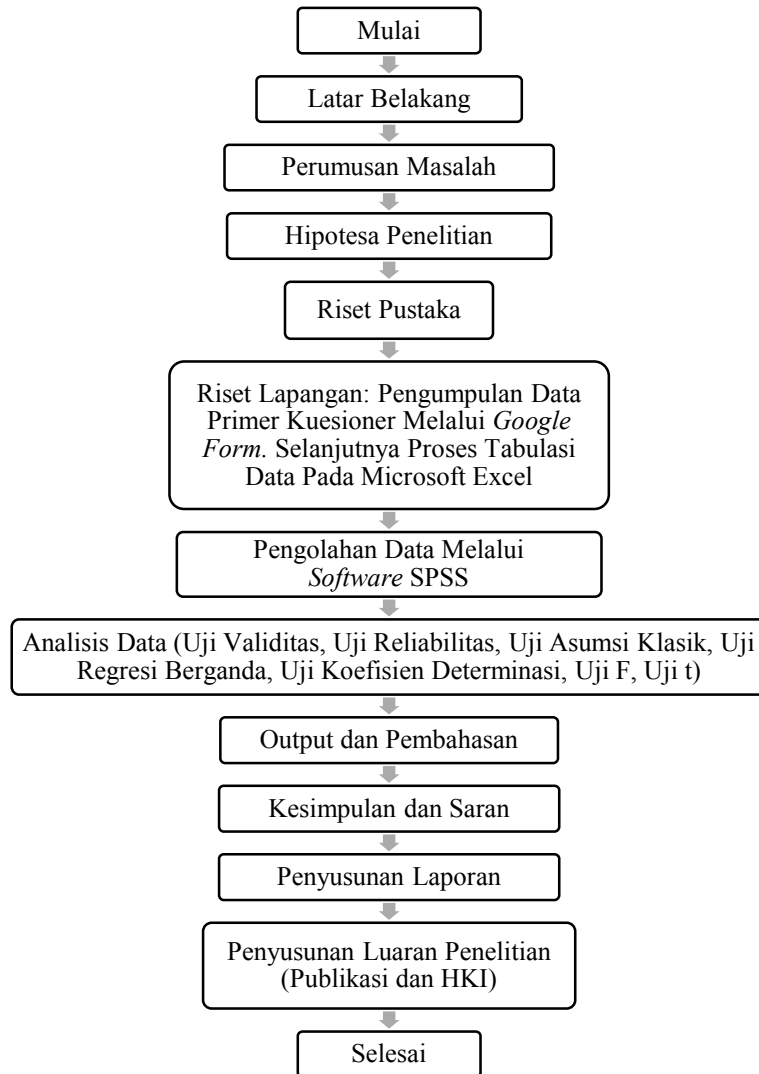 Mulai
Latar Belakang
Perumusan Masalah
Hipotesa Penelitian
Riset Pustaka
Riset Lapangan: Pengumpulan Data
Primer Kuesioner Melalui Google
Form. Selanjutnya Proses Tabulasi
Data Pada Microsoft Excel
Pengolahan Data Melalui
Software SPSS
Analisis Data (Uji Validitas, Uji Reliabilitas, Uji Asumsi Klasik, Uji
Regresi Berganda, Uji Koefisien Determinasi, Uji F, Uji t)
Output dan Pembahasan
Kesimpulan dan Saran
Penyusunan Laporan
Penyusunan Luaran Penelitian
(Publikasi dan HKI)
Selesai